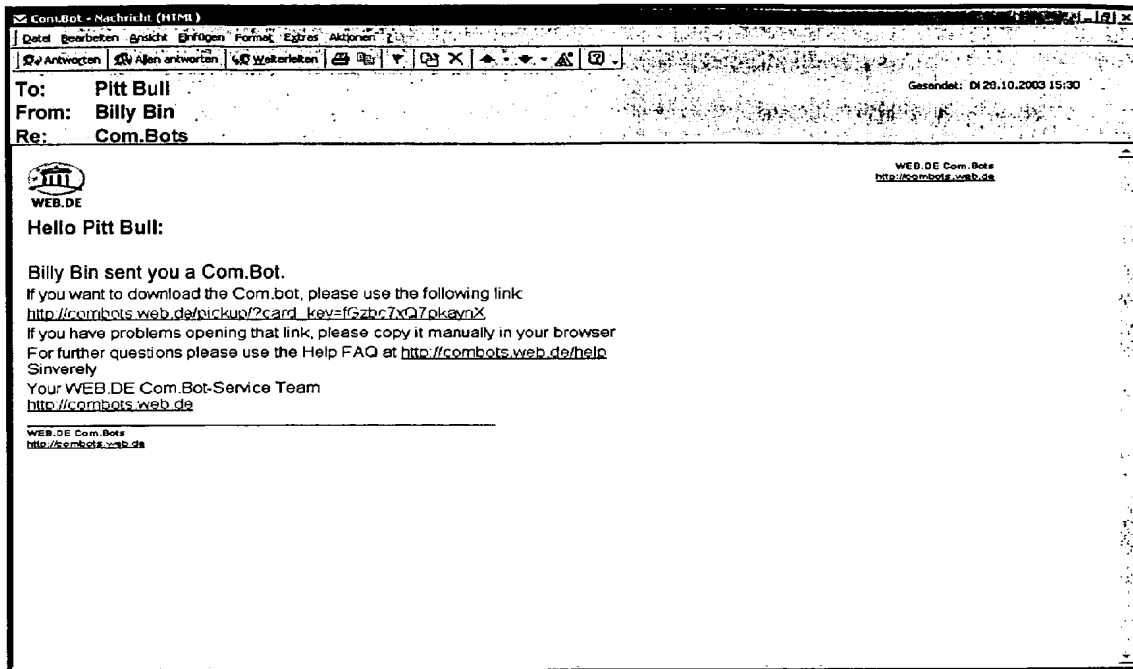 Com.Bot - Nachricht (HTML)
Datei Bearbeiten Ansicht Einfügen Format Extras Aktionen ?
Antworten Allen antworten Weiterleiten
To: Pitt Bull
Gesendet: Di 28.10.2003 15:30
From: Billy Bin
Re: Com.Bots
WEB.DE Com.Bots
http://combots.web.de
WEB.DE
Hello Pitt Bull:
Billy Bin sent you a Com.Bot.
If you want to download the Com.bot, please use the following link:
http://combots.web.de/pickup/?card_key=fGzbc7xQ7pkaynX
If you have problems opening that link, please copy it manually in your browser
For further questions please use the Help FAQ at http://combots.web.de/help
Sinverely
Your WEB.DE Com.Bot-Service Team
http://combots.web.de
WEB.DE Com.Bots
http://combots.web.de